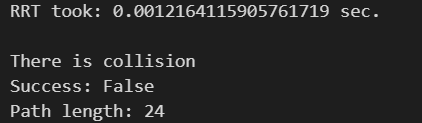 RRT took: 0.0012164115905761719 sec.
There is collision
Success: False
Path length: 24